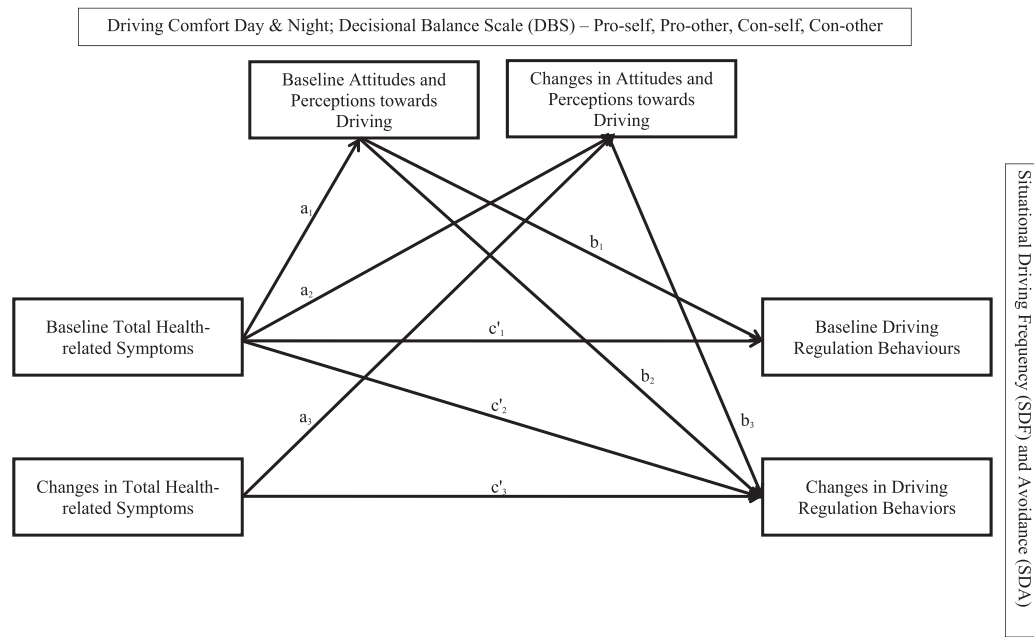 Driving Comfort Day & Night; Decisional Balance Scale (DBS) – Pro-self, Pro-other, Con-self, Con-other
Baseline Attitudes and
Perceptions towards
Driving
Changes in Attitudes and
Perceptions towards
Driving
a₁
b₁
a₂
Baseline Total Health-
related Symptoms
c'₁
Baseline Driving
Regulation Behaviours
b₂
c'₂
a₃
b₃
Changes in Total Health-
related Symptoms
c'₃
Changes in Driving
Regulation Behaviors
Situational Driving Frequency (SDF) and Avoidance (SDA)